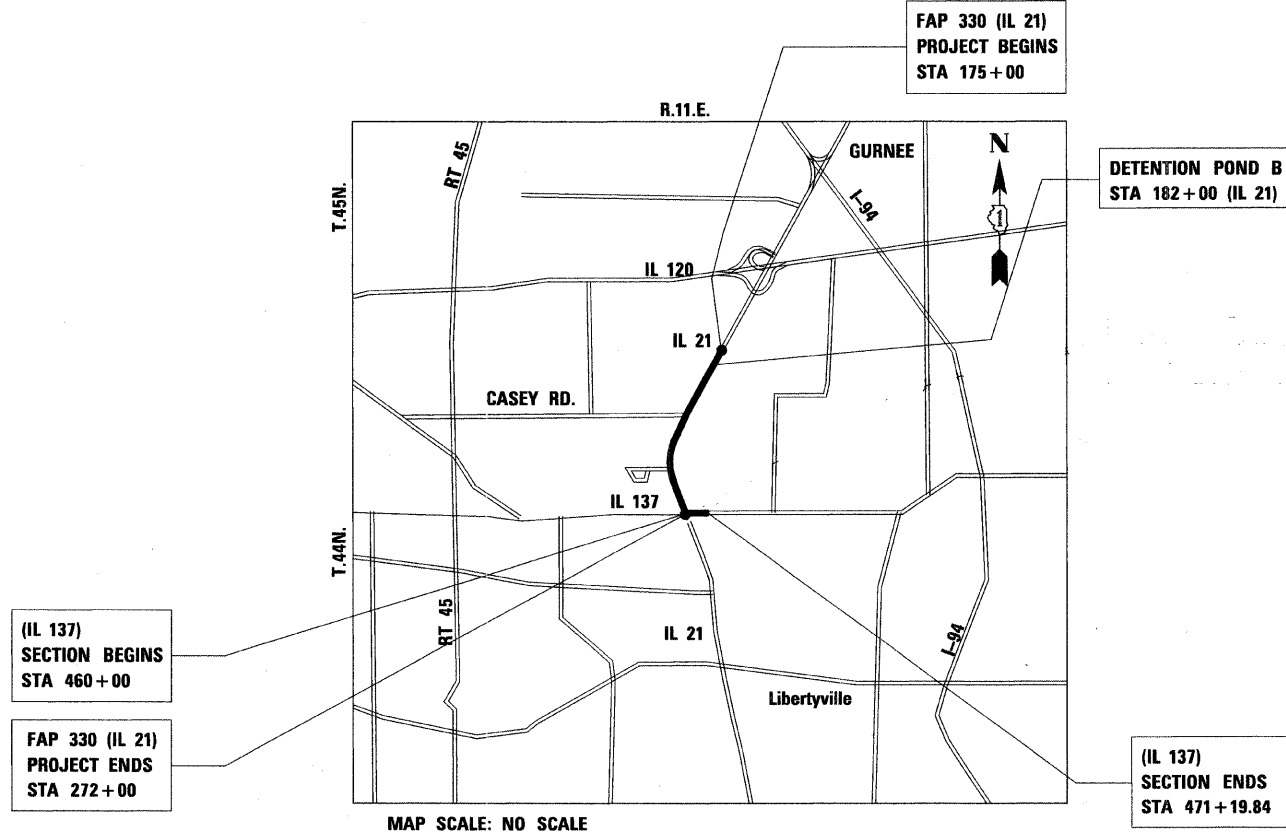 FAP 330 (IL 21)
PROJECT BEGINS
STA 175+00
R.11.E.
GURNEE
N
DETENTION POND B
STA 182+00 (IL 21)
RT 45
T.45N.
I-94
1
IL 120
IL 21
CASEY RD.
IL 137
T.44N.
(IL 137)
SECTION BEGINS
STA 460+00
RT 45
IL 21
I-94
Libertyville
FAP 330 (IL 21)
PROJECT ENDS
STA 272+00
(IL 137)
SECTION ENDS
STA 471+19.84
MAP SCALE: NO SCALE